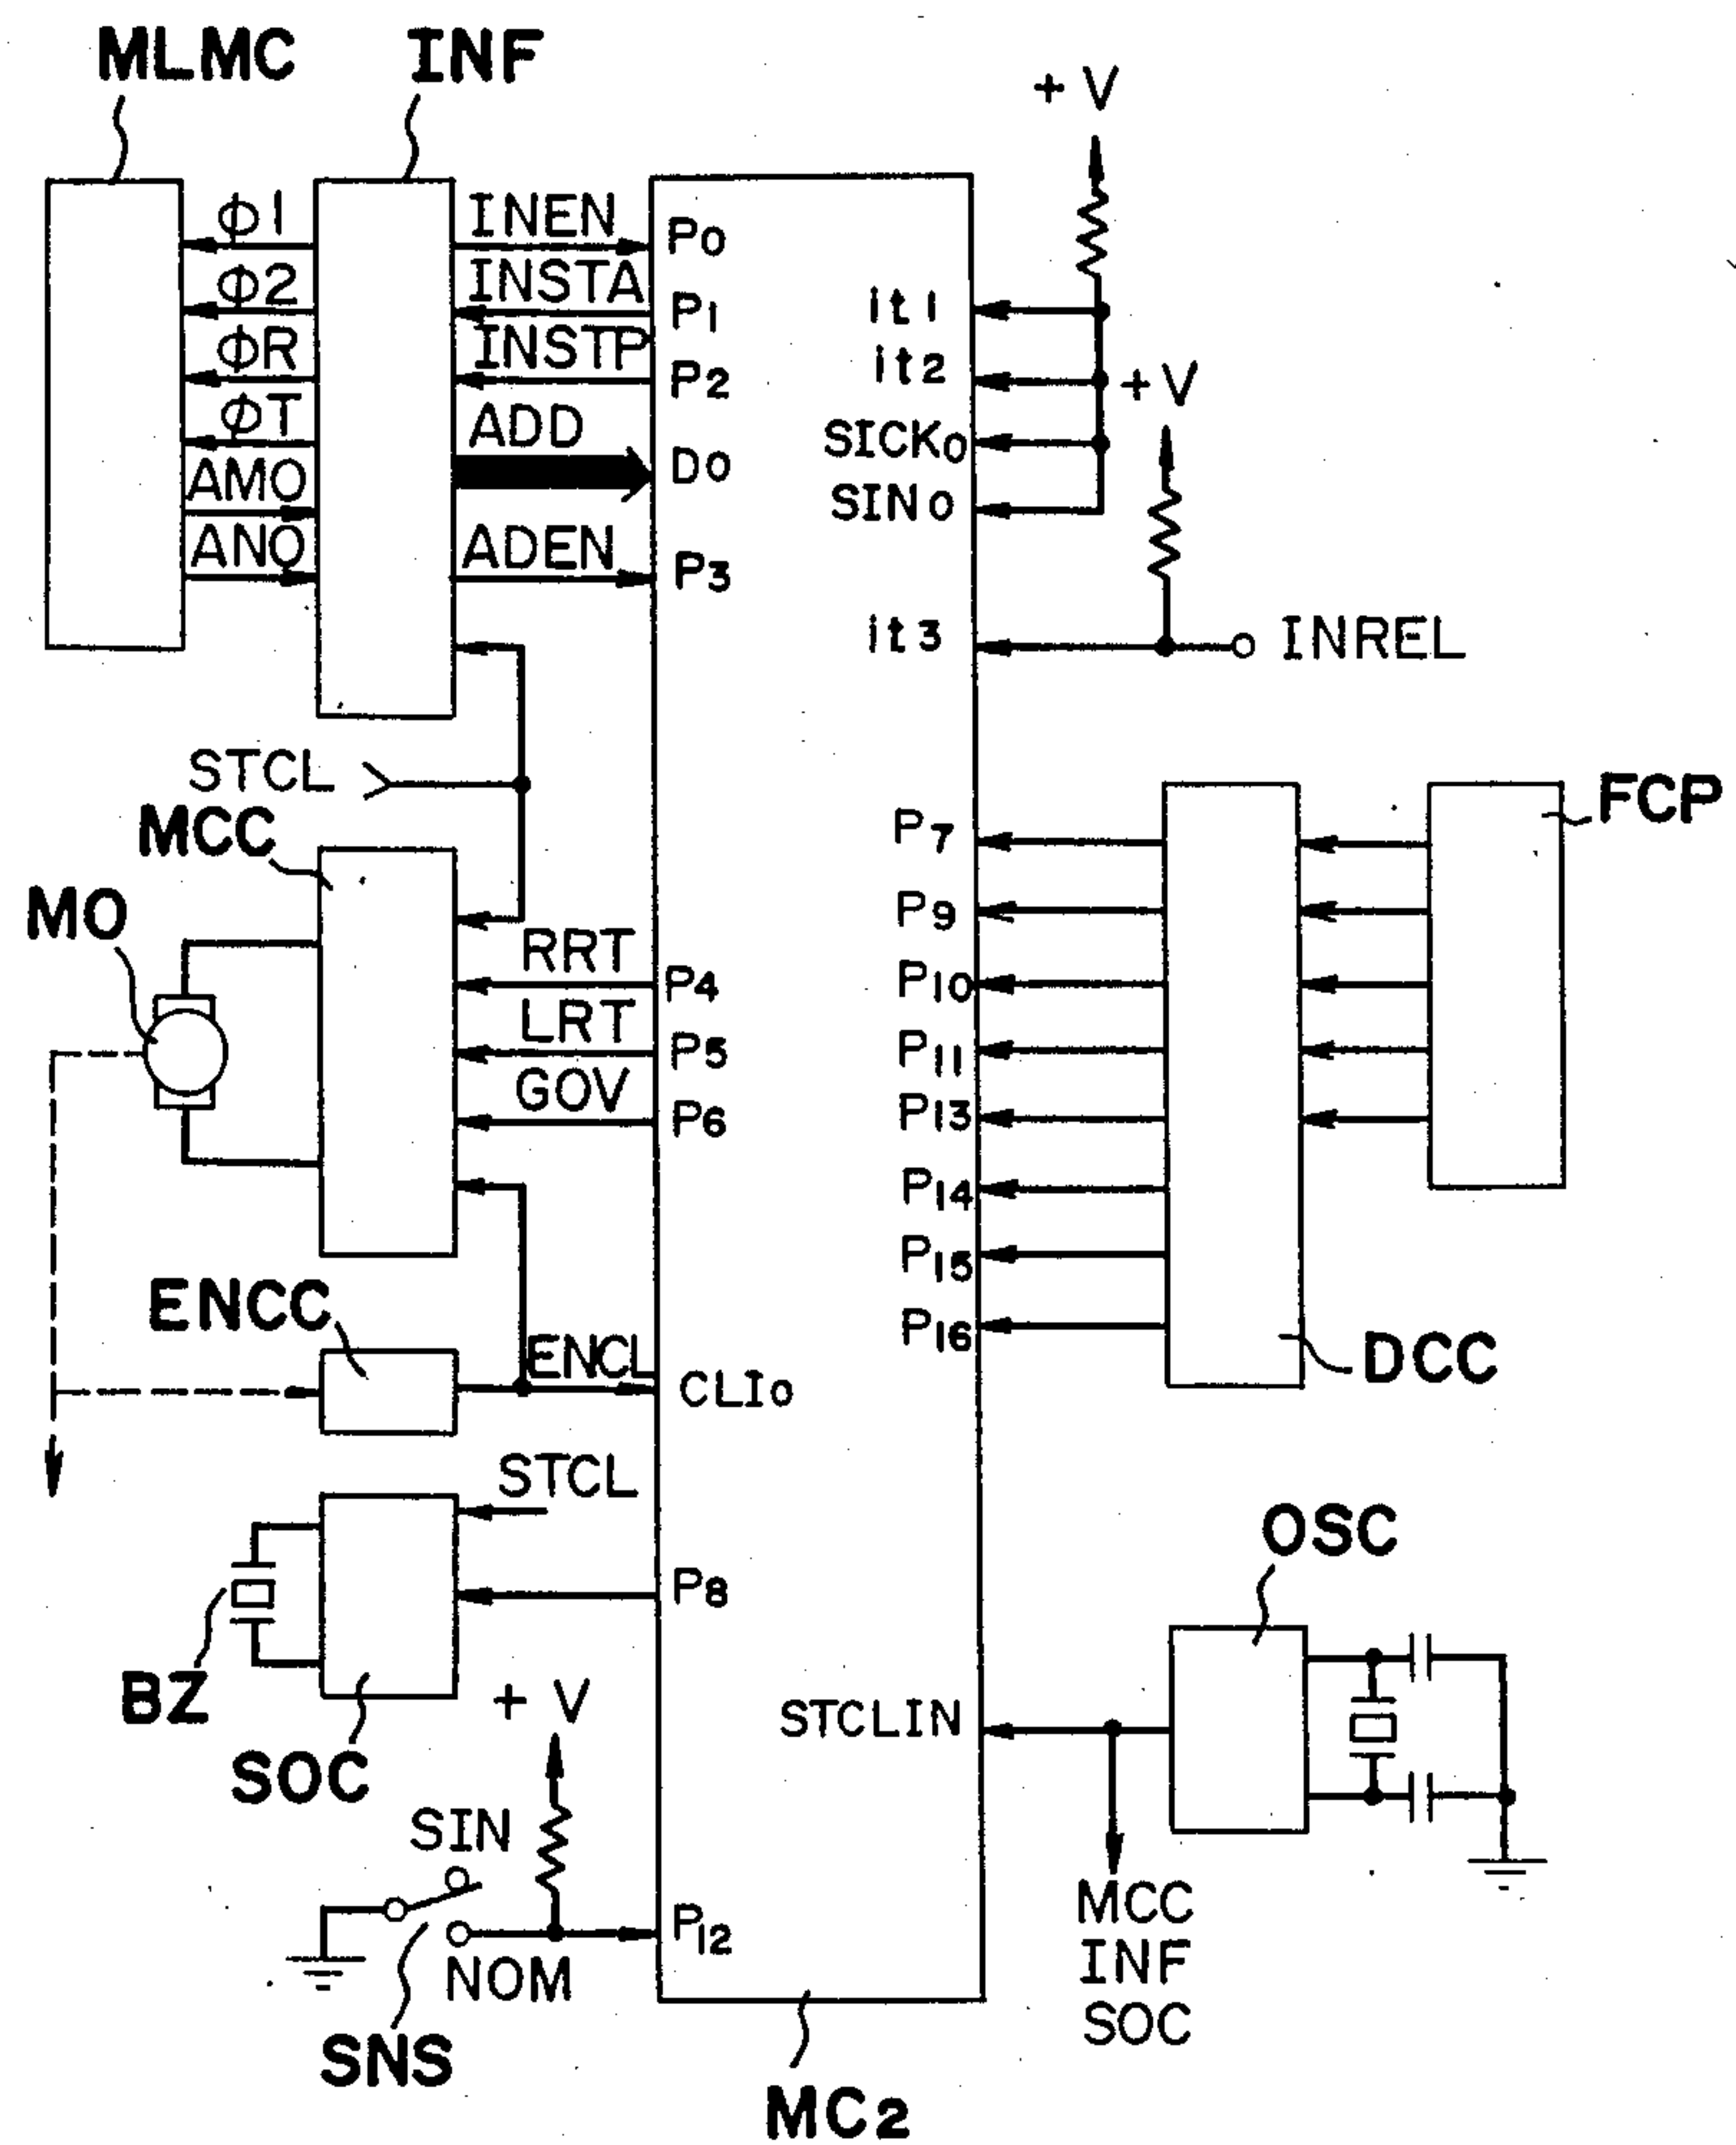 MLMC INF
+ V
φ1 INEN P0
φ2 INSTA P1 it1
φR INSTP P2 it2 + V
φT ADD D0 SICK0
AMO SIN0
ANO ADEN P3
it3 INREL
STCL
MCC P7 FCP
MO P9
RRT P4 P10
LRT P5 P11
GOV P6 P13
P14
P15
ENCC P16
ENCL CLI0 DCC
STCL
OSC
P8
BZ
+ V STCLIN
SOC
SIN
MCC
P12 INF
NOM SOC
SNS
MC2